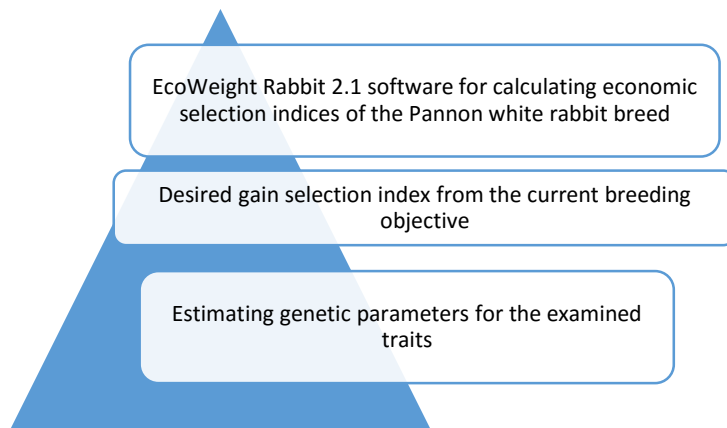 EcoWeight Rabbit 2.1 software for calculating economic
selection indices of the Pannon white rabbit breed
Desired gain selection index from the current breeding
objective
Estimating genetic parameters for the examined
traits